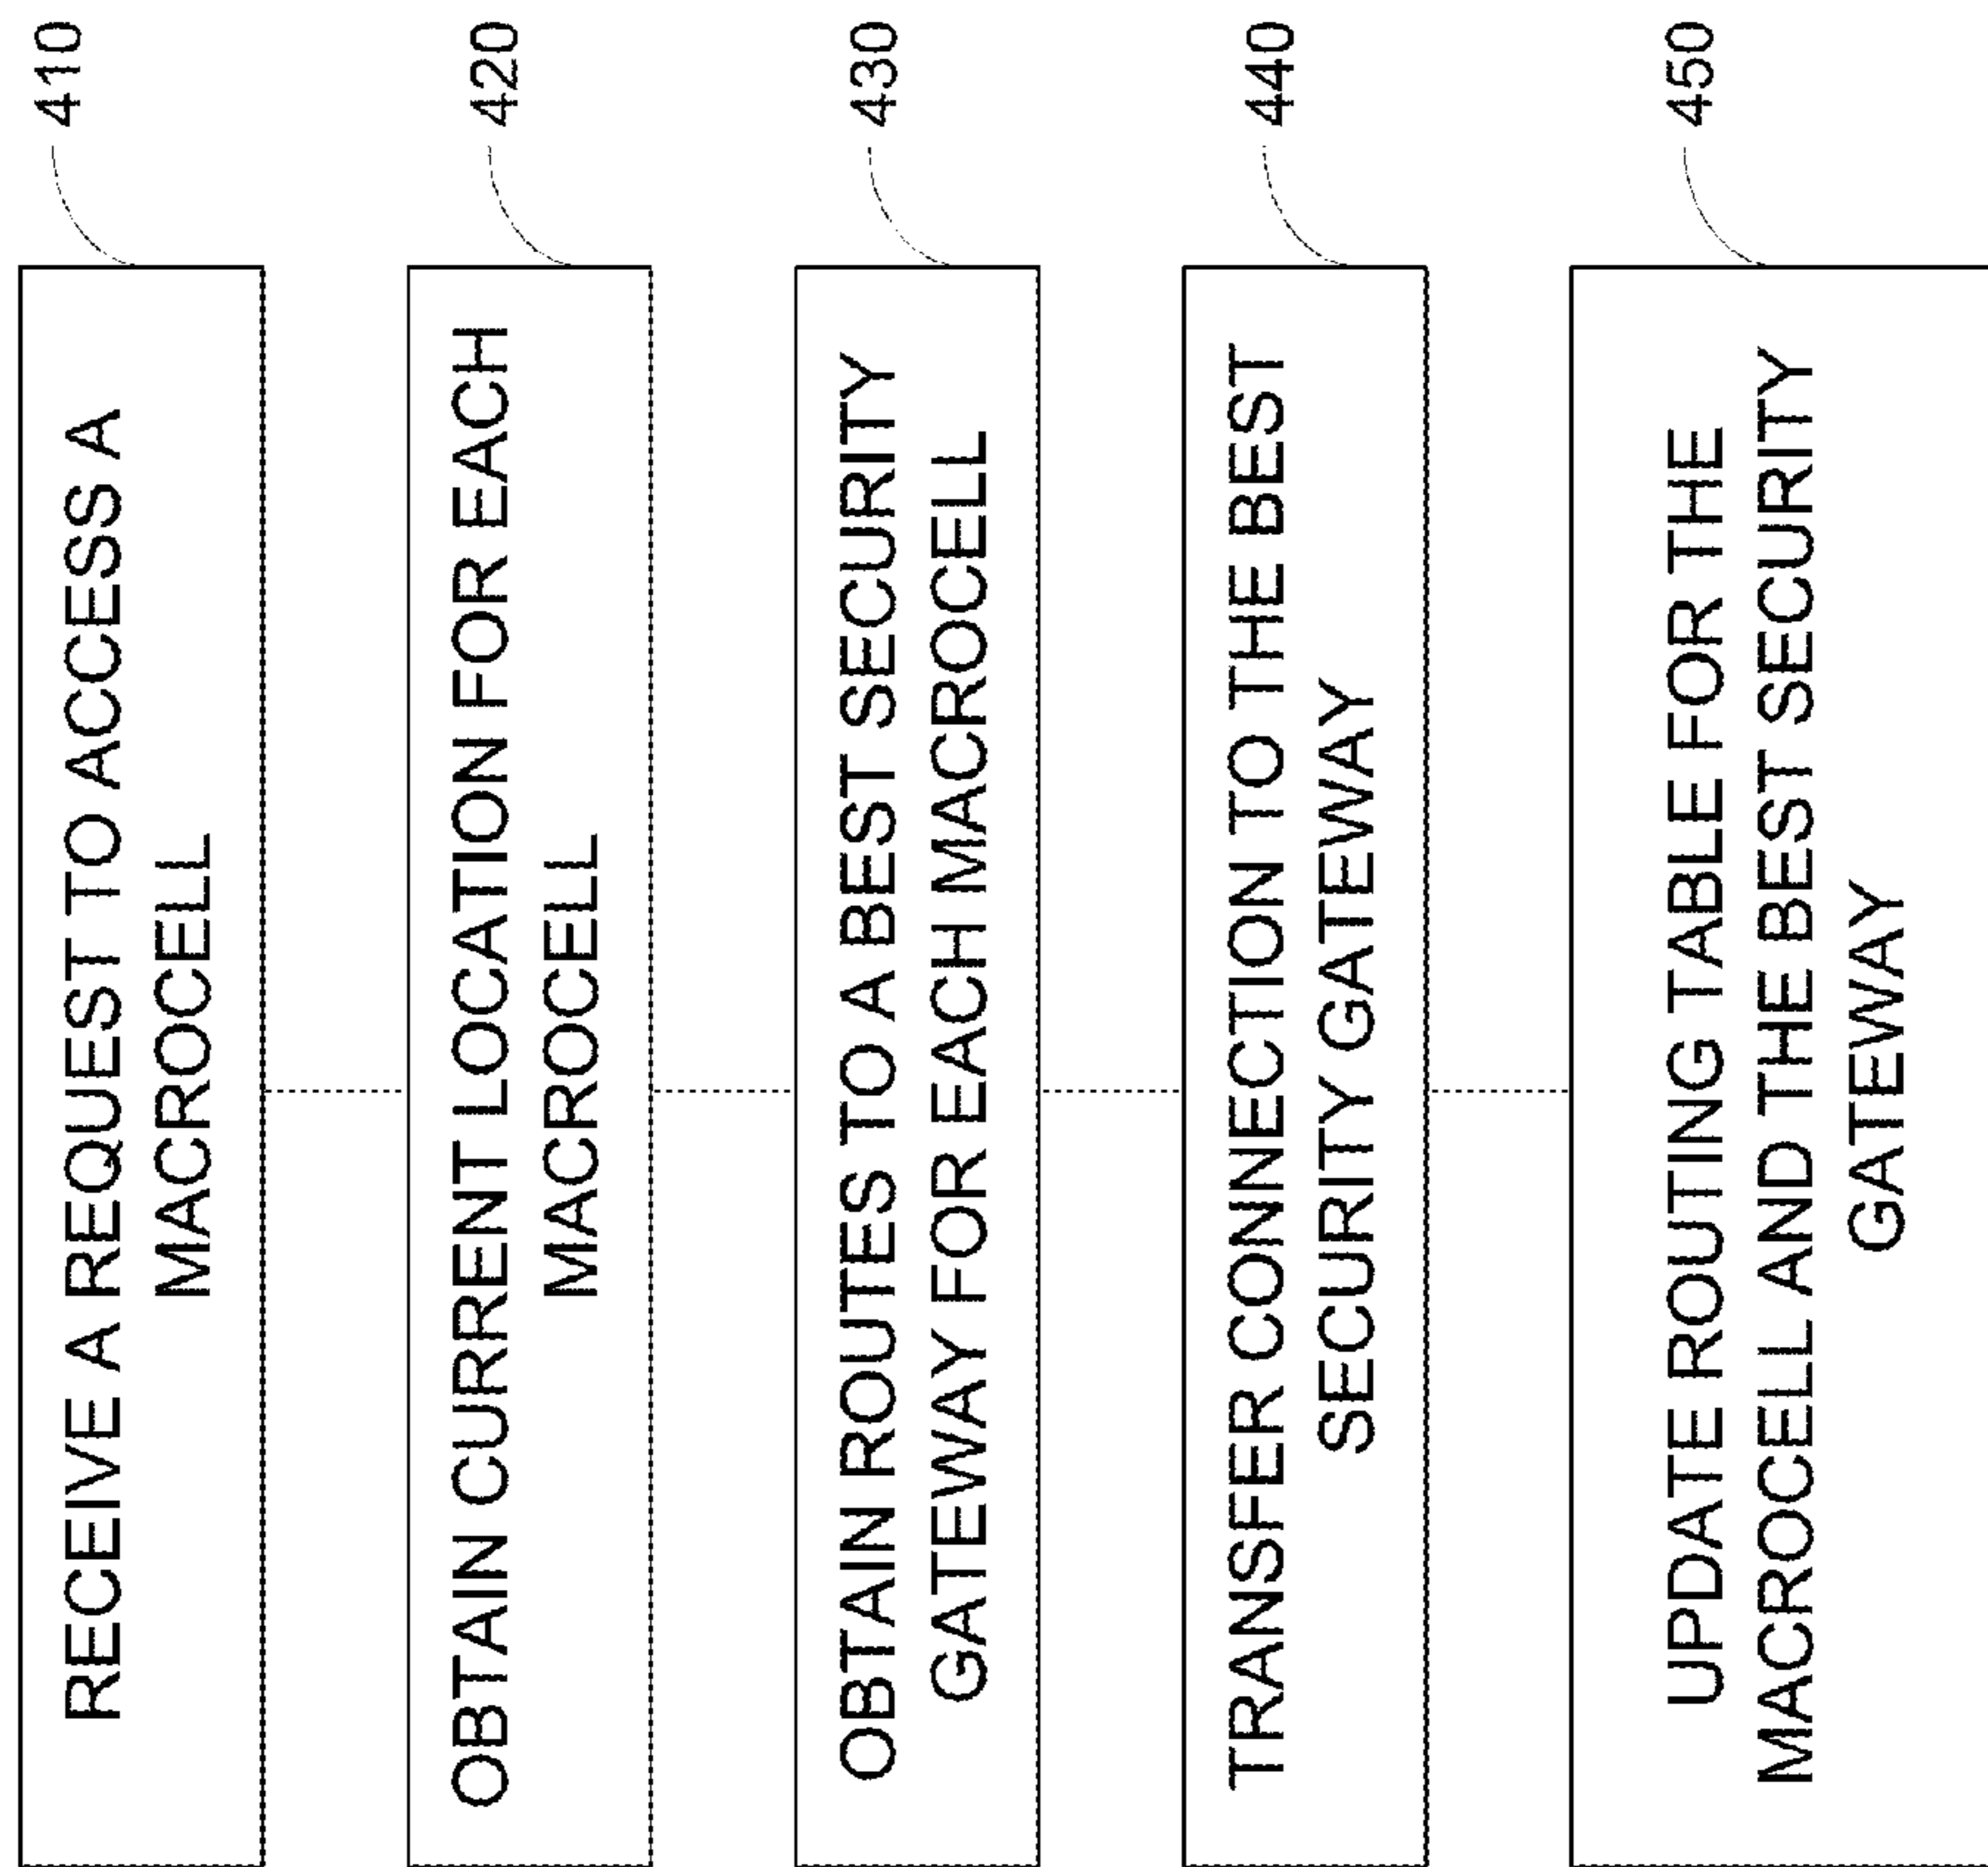 RECEIVE A REQUEST TO ACCESS A
MACROCELL
410
OBTAIN CURRENT LOCATION FOR EACH
MACROCELL
420
OBTAIN ROUTES TO A BEST SECURITY
GATEWAY FOR EACH MACROCELL
430
TRANSFER CONNECTION TO THE BEST
SECURITY GATEWAY
440
UPDATE ROUTING TABLE FOR THE
MACROCELL AND THE BEST SECURITY
GATEWAY
450